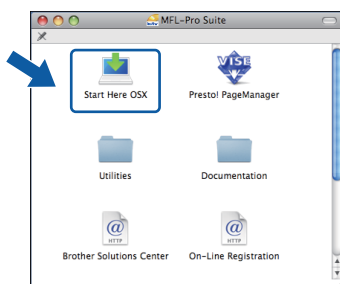 MFL-Pro Suite
VISE
Start Here OSX
Presto! PageManager
Utilities
Documentation
@
HTTP
@
HTTP
Brother Solutions Center
On-Line Registration